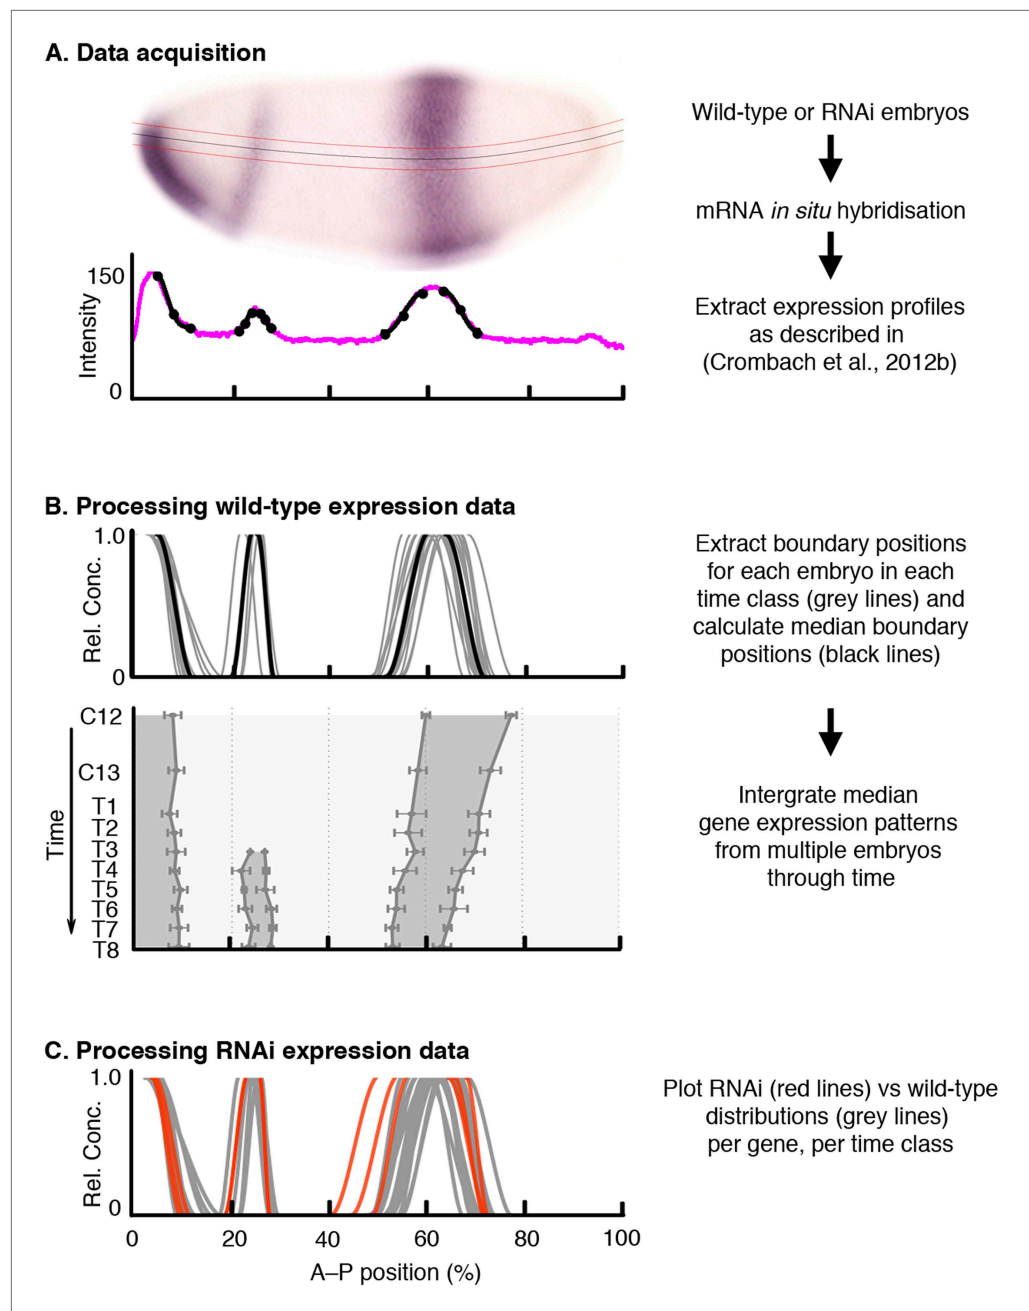 A. Data acquisition
Wild-type or RNAi embryos
mRNA in situ hybridisation
Extract expression profiles
as described in
(Crombach et al., 2012b)
150
Intensity
0
B. Processing wild-type expression data
1.0
Rel. Conc.
0
Extract boundary positions
for each embryo in each
time class (grey lines) and
calculate median boundary
positions (black lines)
C12
C13
T1
T2
T3
T4
T5
T6
T7
T8
Time
Intergrate median
gene expression patterns
from multiple embryos
through time
C. Processing RNAi expression data
1.0
Rel. Conc.
0
Plot RNAi (red lines) vs wild-type
distributions (grey lines)
per gene, per time class
0 20 40 60 80 100
A–P position (%)